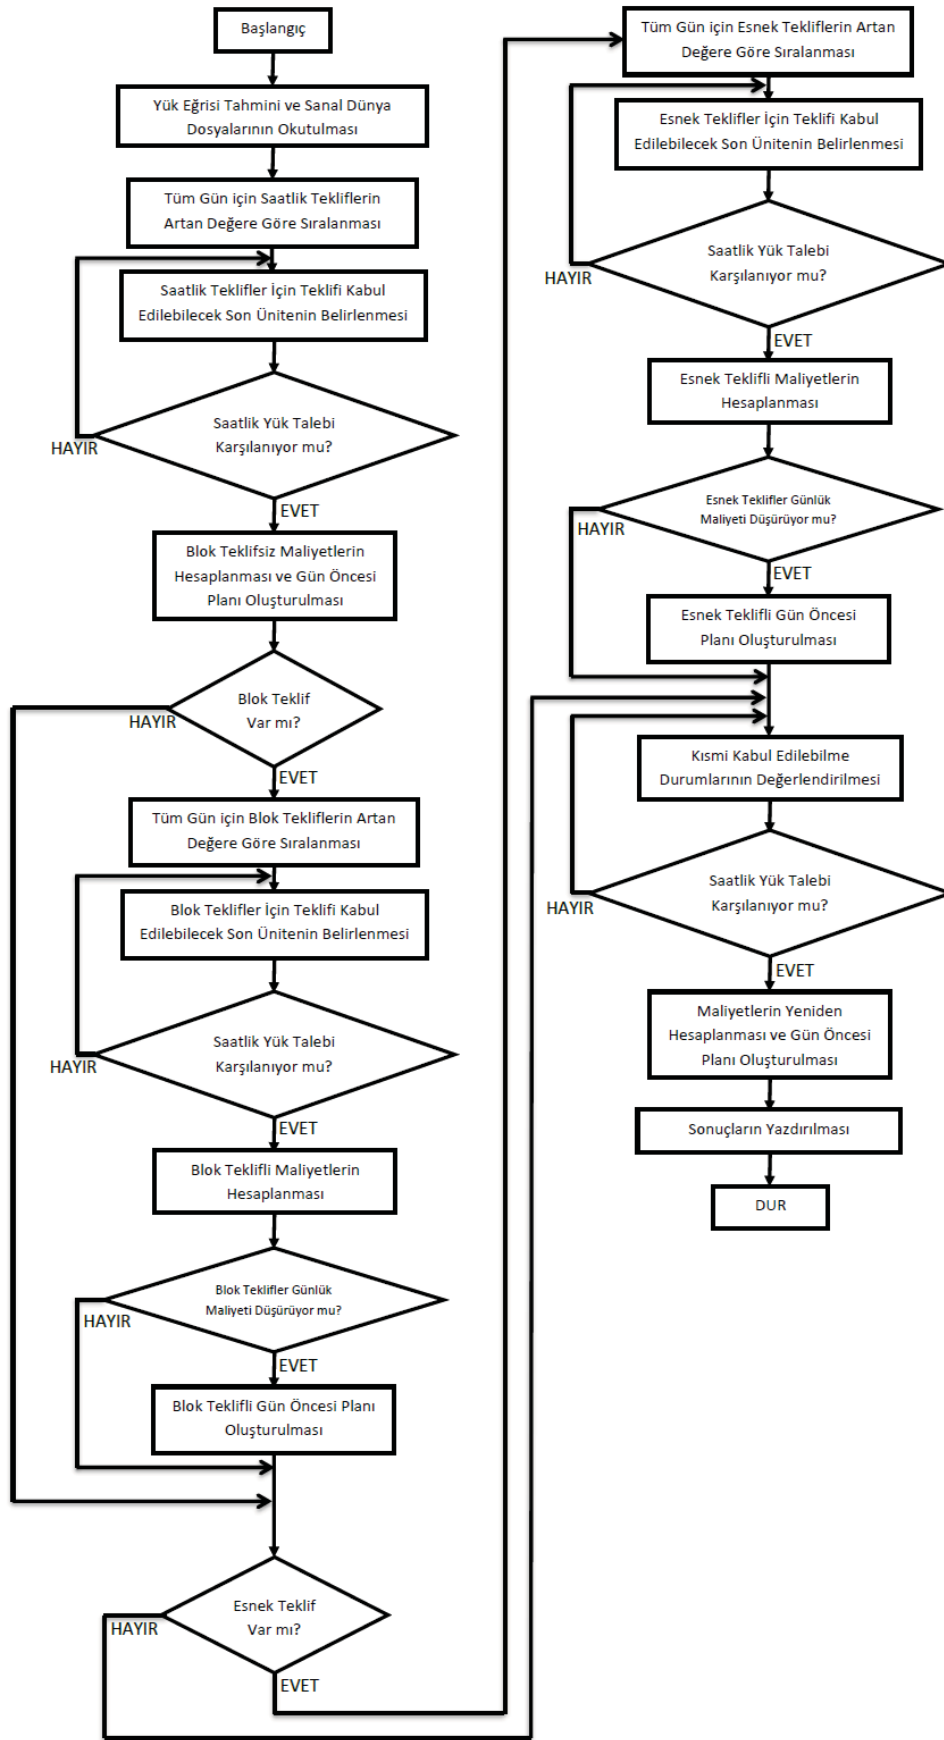 Başlangıç
Yük Eğrisi Tahmini ve Sanal Dünya
Dosyalarının Okutulması
Tüm Gün için Saatlik Tekliflerin
Artan Değere Göre Sıralanması
Saatlik Teklifler İçin Teklifi Kabul
Edilebilecek Son Ünitenin Belirlenmesi
Saatlik Yük Talebi
Karşılanıyor mu?
HAYIR
EVET
Blok Teklifsiz Maliyetlerin
Hesaplanması ve Gün Öncesi
Planı Oluşturulması
Blok Teklif
Var mı?
HAYIR
EVET
Tüm Gün için Blok Tekliflerin Artan
Değere Göre Sıralanması
Blok Teklifler İçin Teklifi Kabul
Edilebilecek Son Ünitenin Belirlenmesi
Saatlik Yük Talebi
Karşılanıyor mu?
HAYIR
EVET
Blok Teklifli Maliyetlerin
Hesaplanması
Blok Teklifler Günlük
Maliyeti Düşürüyor mu?
HAYIR
EVET
Blok Teklifli Gün Öncesi Planı
Oluşturulması
Esnek Teklif
Var mı?
HAYIR
EVET
Tüm Gün için Esnek Tekliflerin Artan
Değere Göre Sıralanması
Esnek Teklifler İçin Teklifi Kabul
Edilebilecek Son Ünitenin Belirlenmesi
Saatlik Yük Talebi
Karşılanıyor mu?
HAYIR
EVET
Esnek Teklifli Maliyetlerin
Hesaplanması
Esnek Teklifler Günlük
Maliyeti Düşürüyor mu?
HAYIR
EVET
Esnek Teklifli Gün Öncesi
Planı Oluşturulması
Kısmi Kabul Edilebilme
Durumlarının Değerlendirilmesi
Saatlik Yük Talebi
Karşılanıyor mu?
HAYIR
EVET
Maliyetlerin Yeniden
Hesaplanması ve Gün Öncesi
Planı Oluşturulması
Sonuçların Yazdırılması
DUR